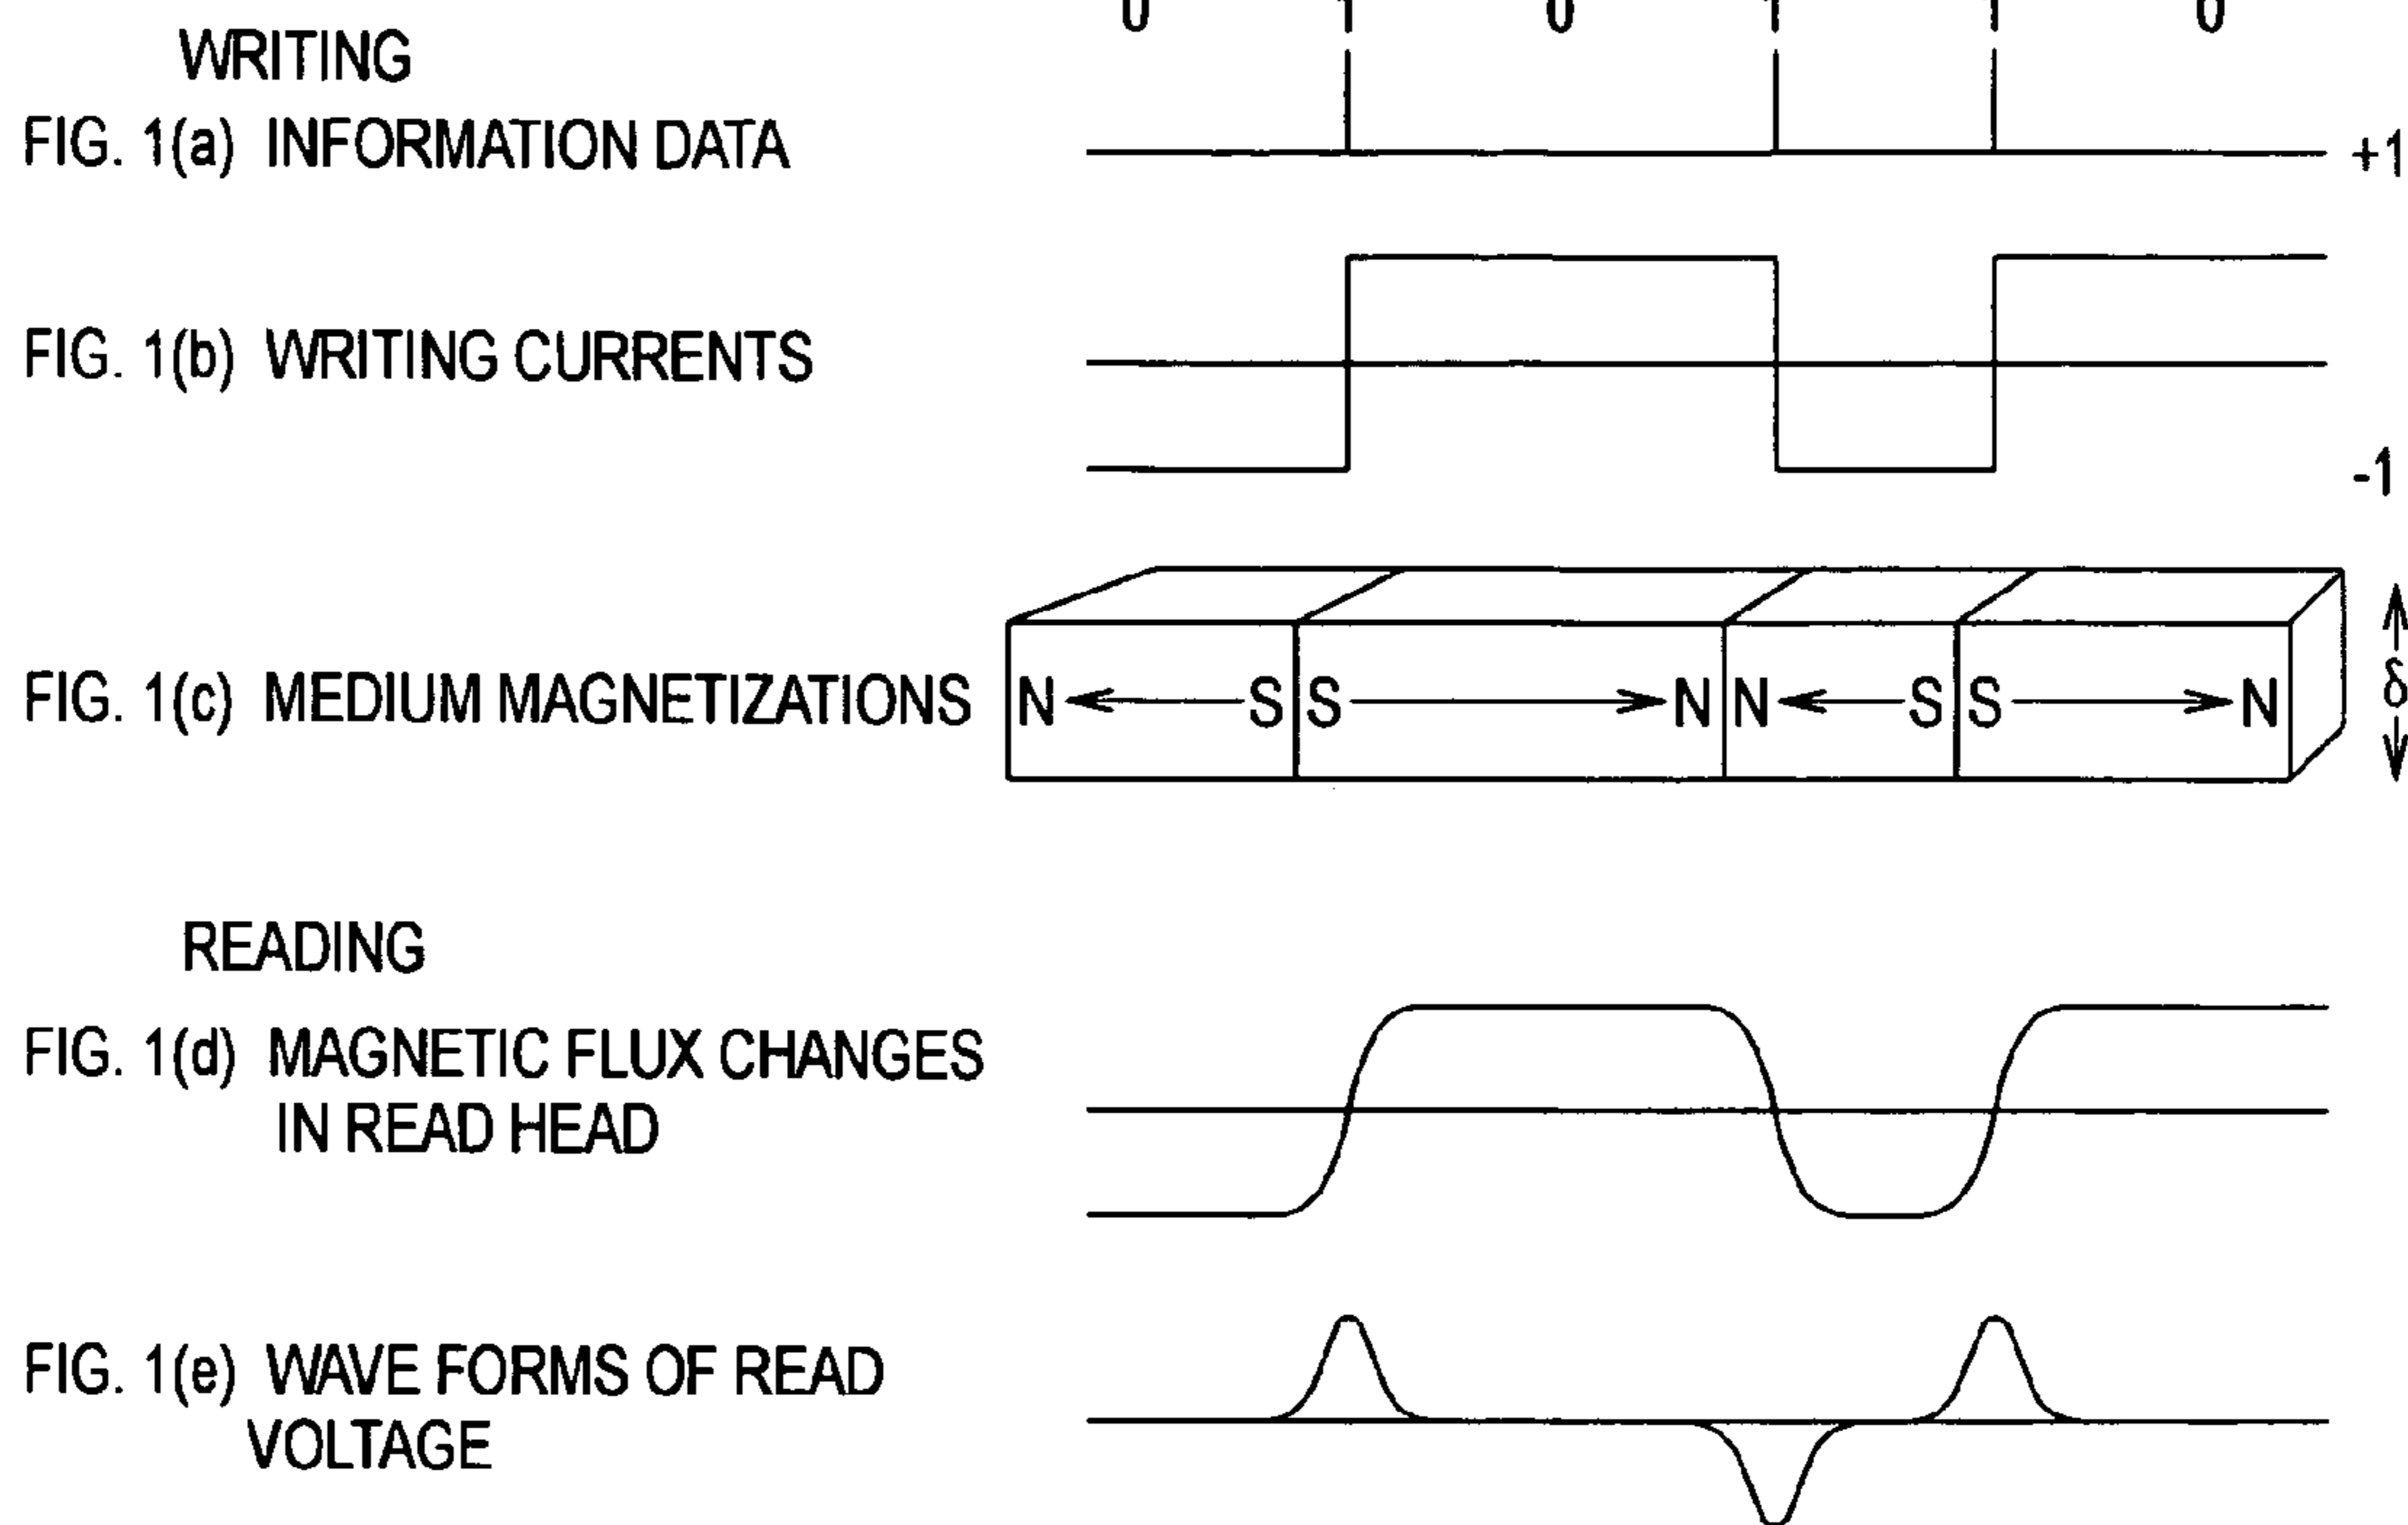 0 1 0 1 1 0
WRITING
FIG. 1(a) INFORMATION DATA
+1
FIG. 1(b) WRITING CURRENTS
-1
FIG. 1(c) MEDIUM MAGNETIZATIONS
N S S N N S S N
δ
READING
FIG. 1(d) MAGNETIC FLUX CHANGES
IN READ HEAD
FIG. 1(e) WAVE FORMS OF READ
VOLTAGE